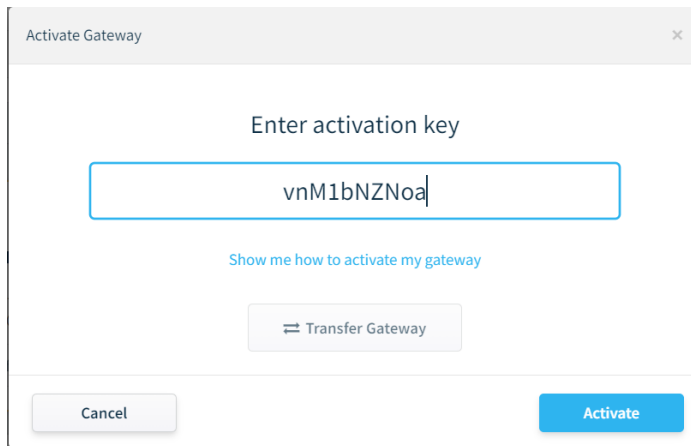 Activate Gateway ×
Enter activation key
vnM1bNZNoa
Show me how to activate my gateway
Transfer Gateway
Cancel Activate